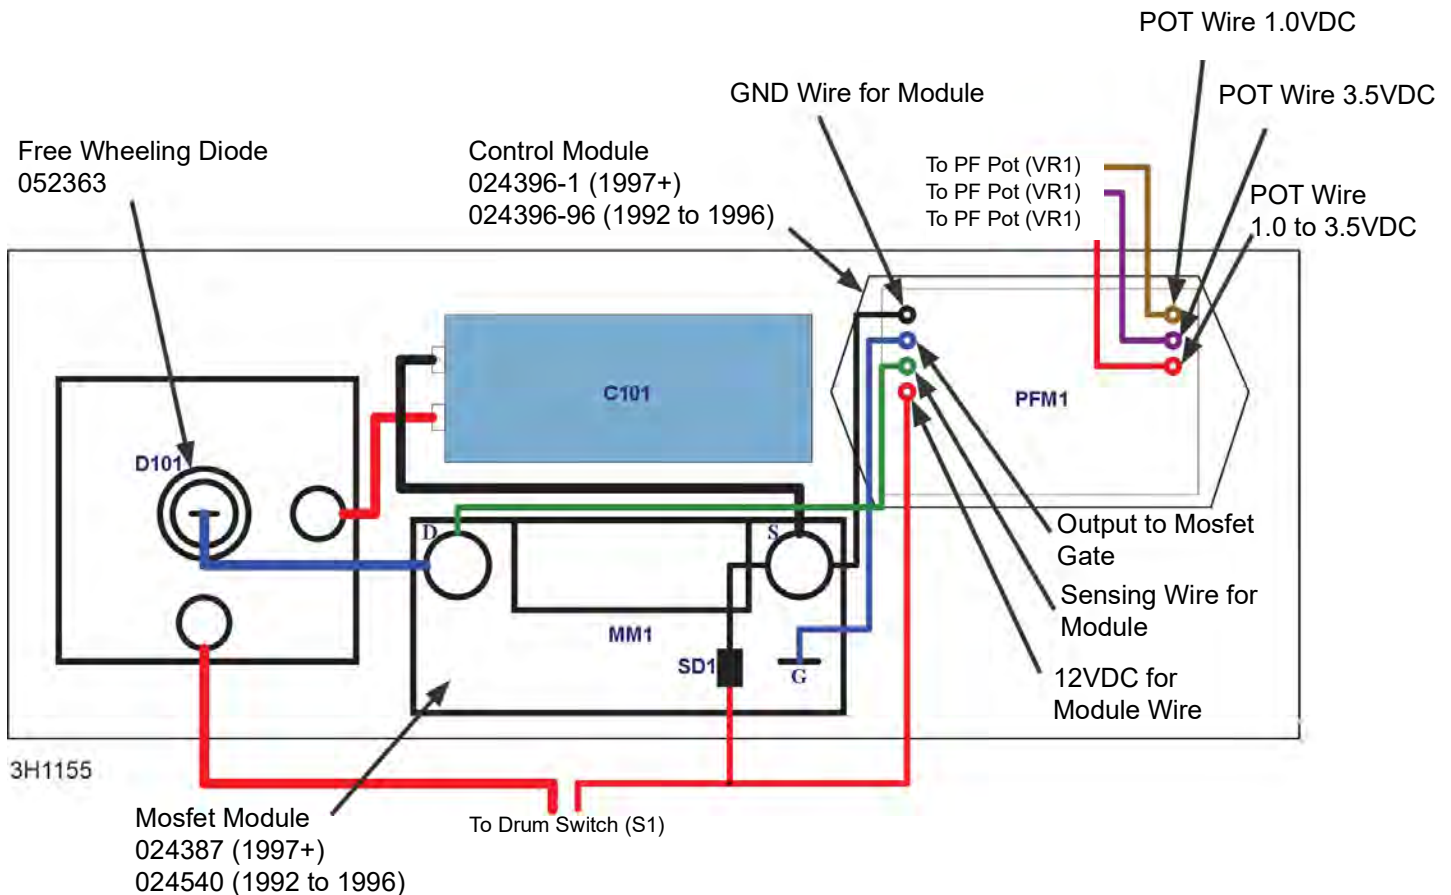 POT Wire 1.0VDC
GND Wire for Module
POT Wire 3.5VDC
Free Wheeling Diode
052363
Control Module
024396-1 (1997+)
024396-96 (1992 to 1996)
To PF Pot (VR1)
To PF Pot (VR1)
To PF Pot (VR1)
POT Wire
1.0 to 3.5VDC
C101
PFM1
D101
D
S
Output to Mosfet
Gate
Sensing Wire for
Module
MM1
SD1
G
12VDC for
Module Wire
3H1155
Mosfet Module
024387 (1997+)
024540 (1992 to 1996)
To Drum Switch (S1)